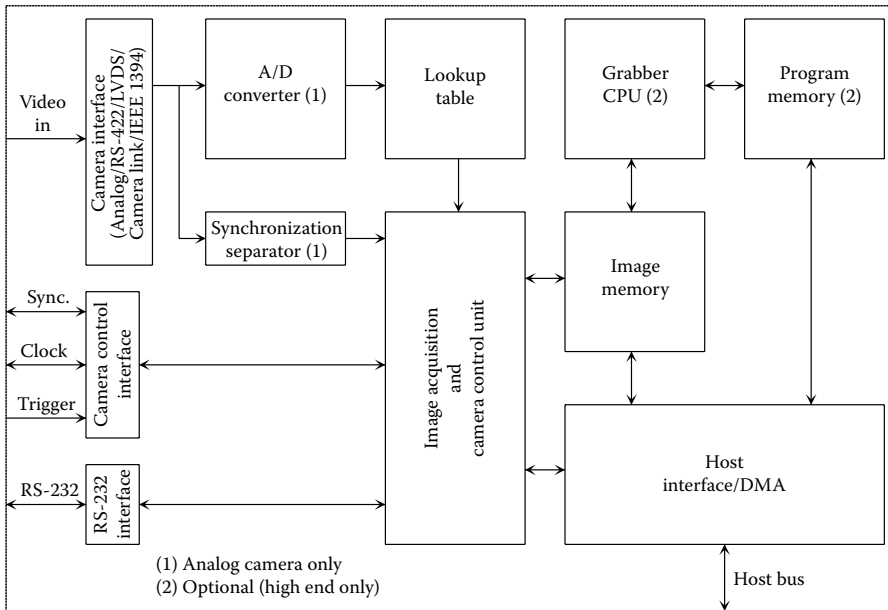 Video
in
Camera interface
(Analog/RS-422/LVDS/
Camera link/IEEE 1394)
A/D
converter (1)
Lookup
table
Grabber
CPU (2)
Program
memory (2)
Synchronization
separator (1)
Image
memory
Sync.
Clock
Trigger
Camera control
interface
Image acquisition
and
camera control unit
RS-232
RS-232
interface
Host
interface/DMA
(1) Analog camera only
(2) Optional (high end only)
Host bus